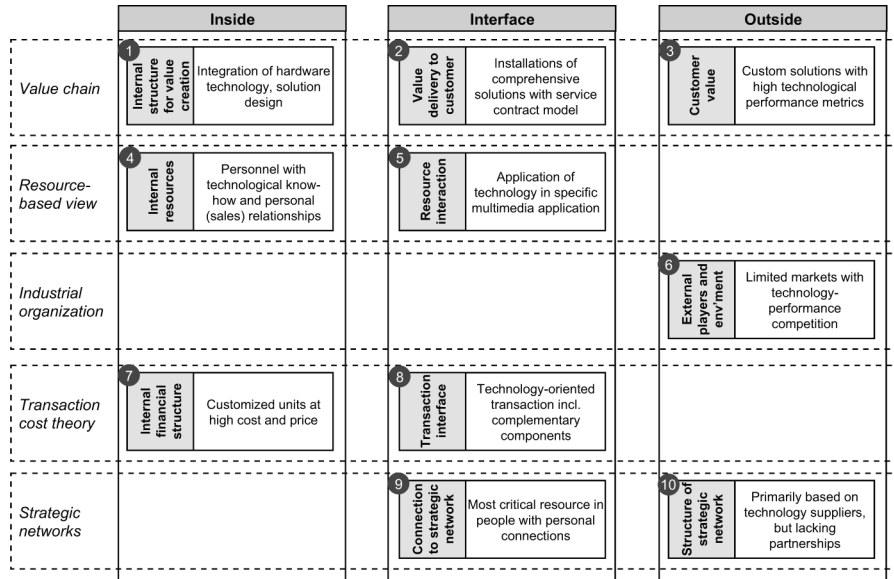 Inside
Interface
Outside
Value chain
1
Internal
structure
for value
creation
Integration of hardware
technology, solution
design
2
Value
delivery to
customer
Installations of
comprehensive
solutions with service
contract model
3
Customer
value
Custom solutions with
high technological
performance metrics
Resource-
based view
4
Internal
resources
Personnel with
technological know-
how and personal
(sales) relationships
5
Resource
interaction
Application of
technology in specific
multimedia application
Industrial
organization
6
External
players and
env'ment
Limited markets with
technology-
performance
competition
Transaction
cost theory
7
Internal
financial
structure
Customized units at
high cost and price
8
Transaction
interface
Technology-oriented
transaction incl.
complementary
components
Strategic
networks
9
Connection
to strategic
network
Most critical resource in
people with personal
connections
10
Structure of
strategic
network
Primarily based on
technology suppliers,
but lacking
partnerships